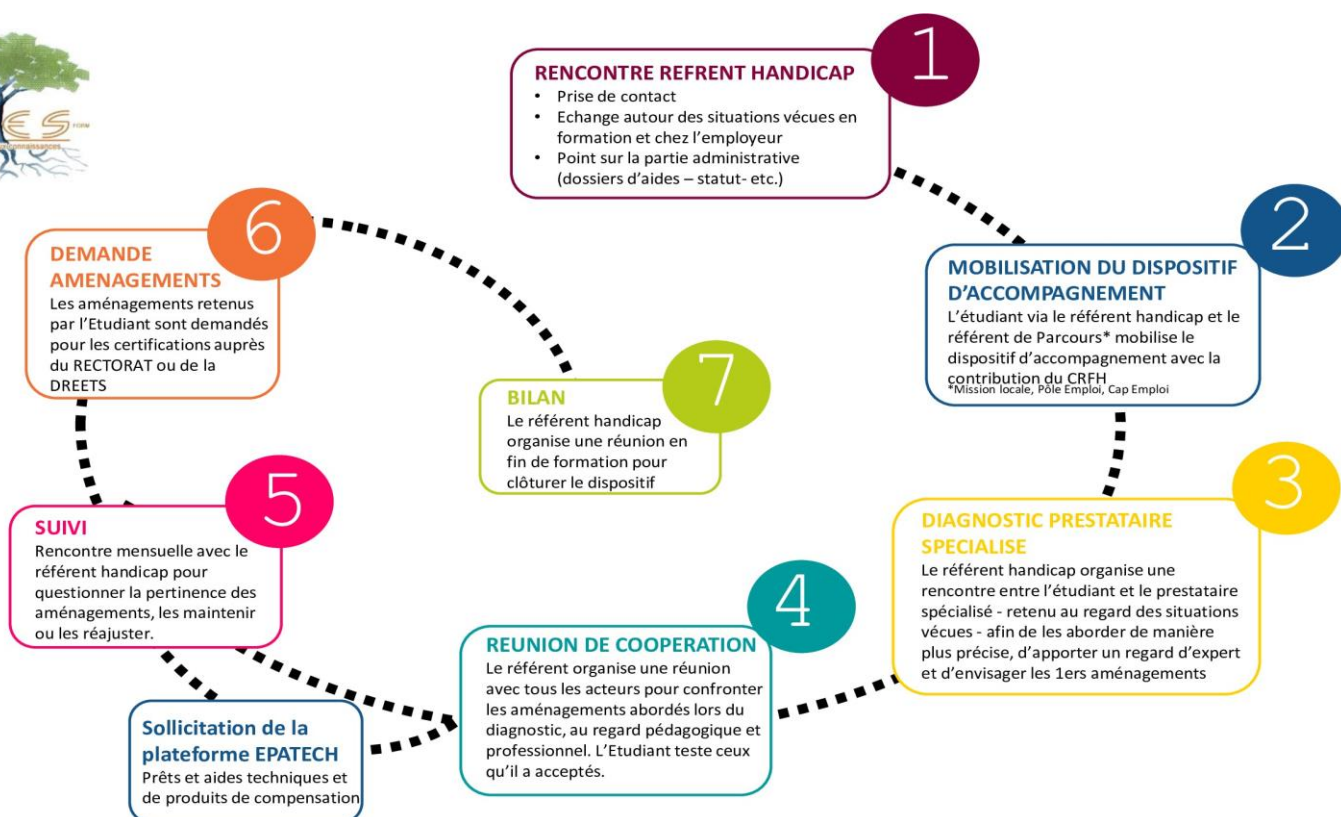 ES FORM
connaissances
1
RENCONTRE REFRENT HANDICAP
• Prise de contact
• Echange autour des situations vécues en
formation et chez l'employeur
• Point sur la partie administrative
(dossiers d'aides – statut- etc.)
2
MOBILISATION DU DISPOSITIF
D'ACCOMPAGNEMENT
L'étudiant via le référent handicap et le
référent de Parcours* mobilise le
dispositif d'accompagnement avec la
contribution du CRFH
*Mission locale, Pôle Emploi, Cap Emploi
3
DIAGNOSTIC PRESTATAIRE
SPECIALISE
Le référent handicap organise une
rencontre entre l'étudiant et le prestataire
spécialisé - retenu au regard des situations
vécues - afin de les aborder de manière
plus précise, d'apporter un regard d'expert
et d'envisager les 1ers aménagements
4
REUNION DE COOPERATION
Le référent organise une réunion
avec tous les acteurs pour confronter
les aménagements abordés lors du
diagnostic, au regard pédagogique et
professionnel. L'Etudiant teste ceux
qu'il a acceptés.
Sollicitation de la
plateforme EPATECH
Prêts et aides techniques et
de produits de compensation
5
SUIVI
Rencontre mensuelle avec le
référent handicap pour
questionner la pertinence des
aménagements, les maintenir
ou les réajuster.
6
DEMANDE
AMENAGEMENTS
Les aménagements retenus
par l'Etudiant sont demandés
pour les certifications auprès
du RECTORAT ou de la
DREETS
7
BILAN
Le référent handicap
organise une réunion en
fin de formation pour
clôturer le dispositif